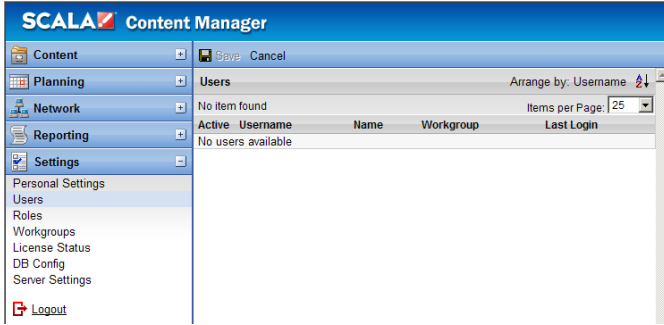 SCALA Content Manager
Content
Planning
Network
Reporting
Settings
Personal Settings
Users
Roles
Workgroups
License Status
DB Config
Server Settings
Logout
Save Cancel
Users Arrange by: Username
No item found Items per Page: 25
Active Username Name Workgroup Last Login
No users available